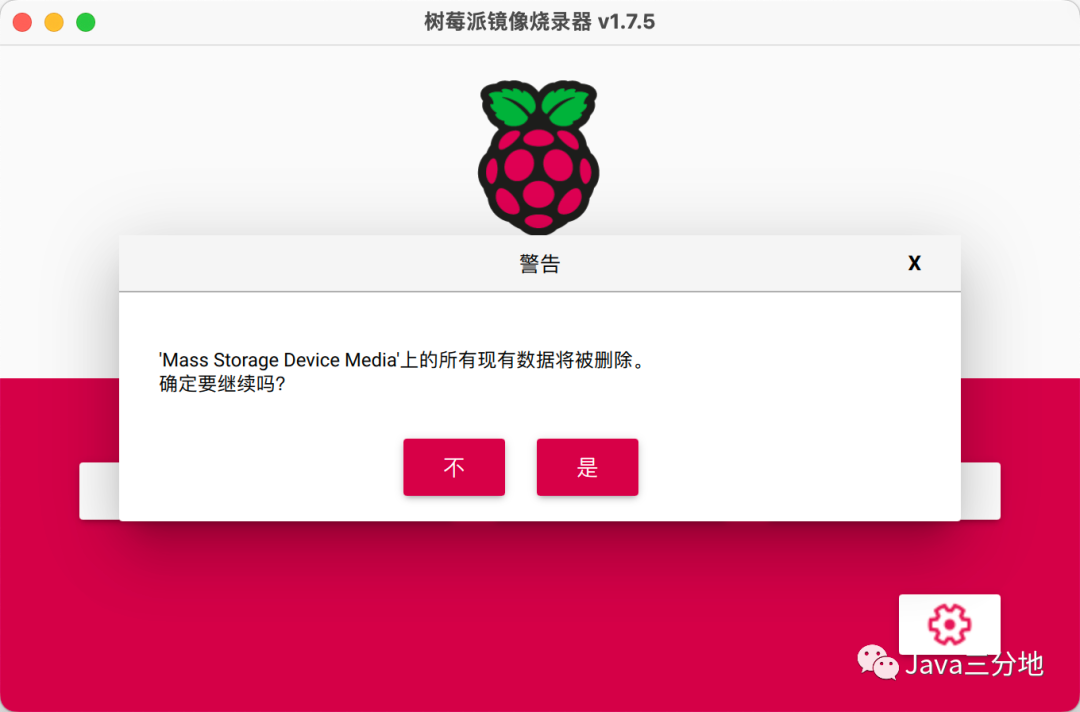 树莓派镜像烧录器 v1.7.5
警告
X
'Mass Storage Device Media'上的所有现有数据将被删除。
确定要继续吗?
不
是
Java三分地